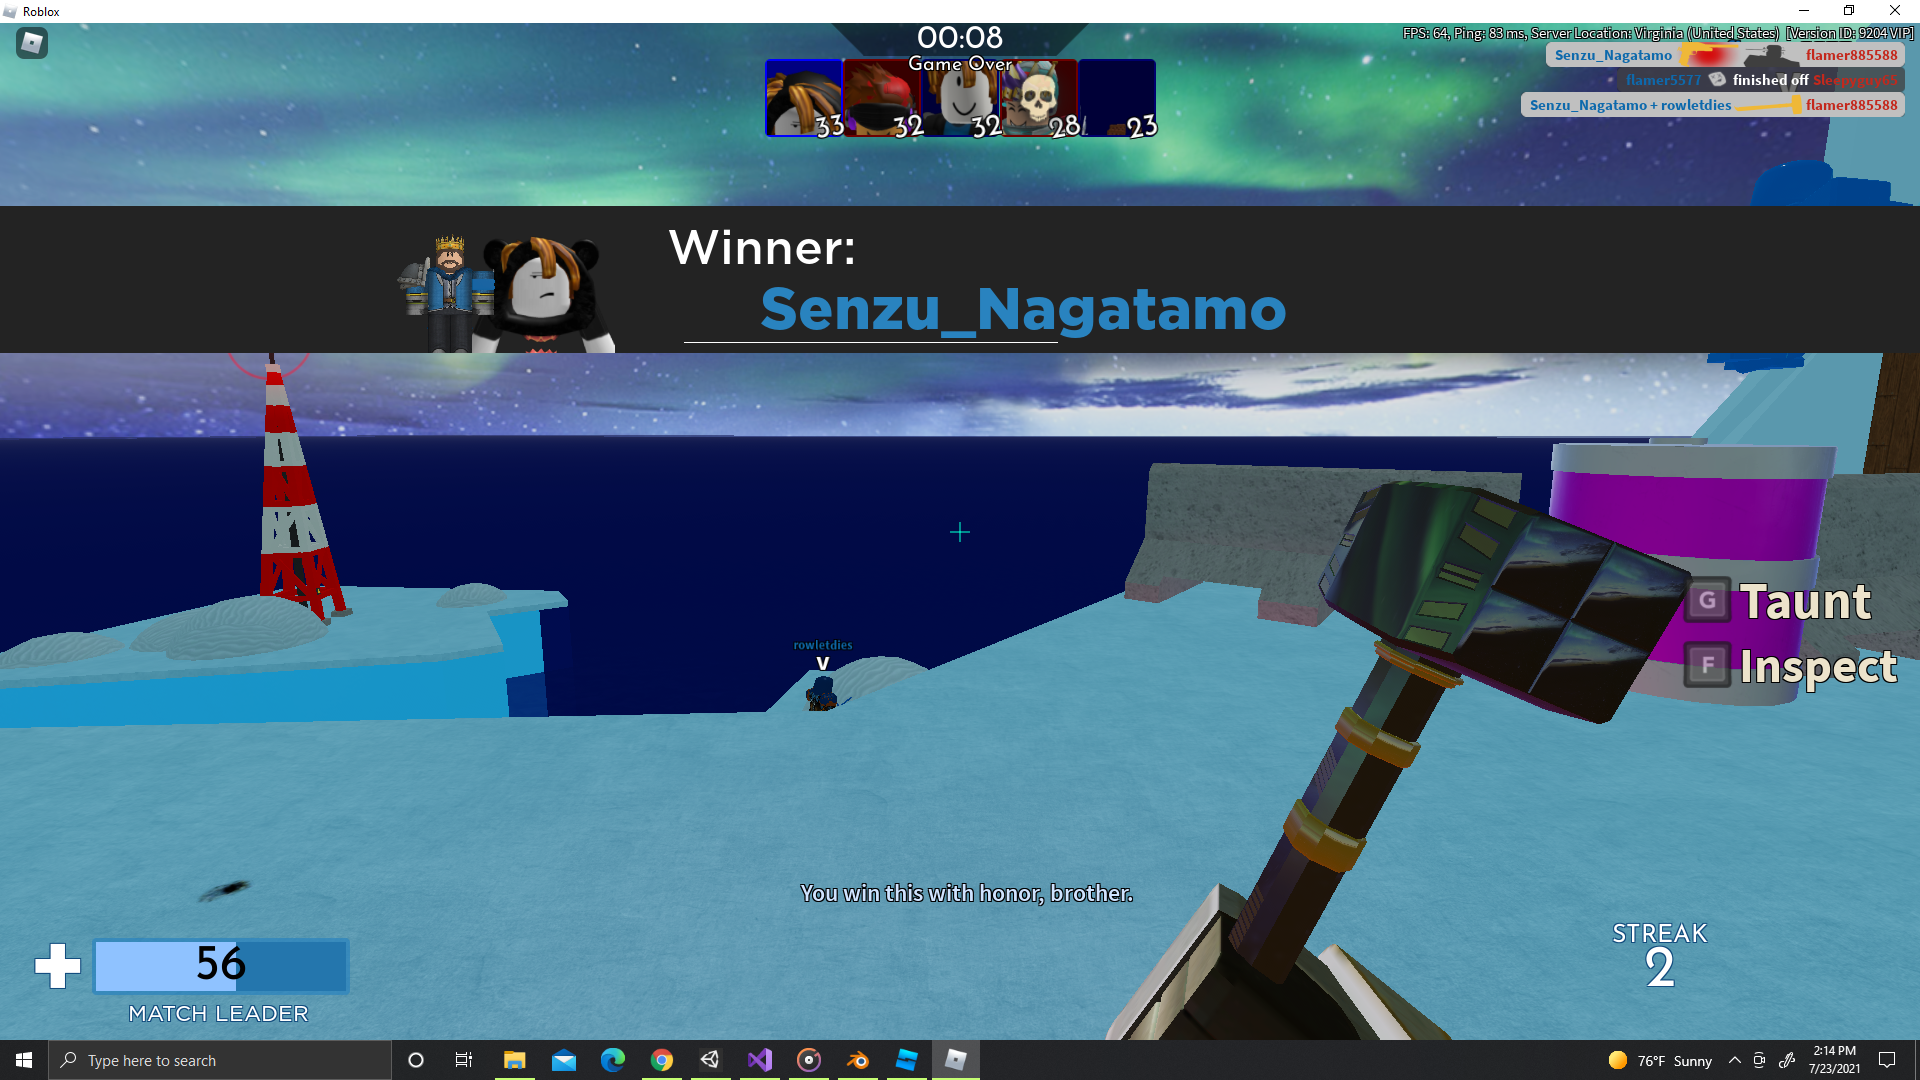 Roblox
00:08
Game Over
33 32 32 28 23
FPS: 64, Ping: 83 ms, Server Location: Virginia (United States) [Version ID: 9204 VIP]
Senzu_Nagatamo flamer885588
flamer5577 finished off Sleepyguy65
Senzu_Nagatamo + rowletdies flamer885588
Winner:
Senzu_Nagatamo
rowletdies
V
G Taunt
F Inspect
You win this with honor, brother.
56
MATCH LEADER
STREAK
2
Type here to search
76°F Sunny
2:14 PM
7/23/2021